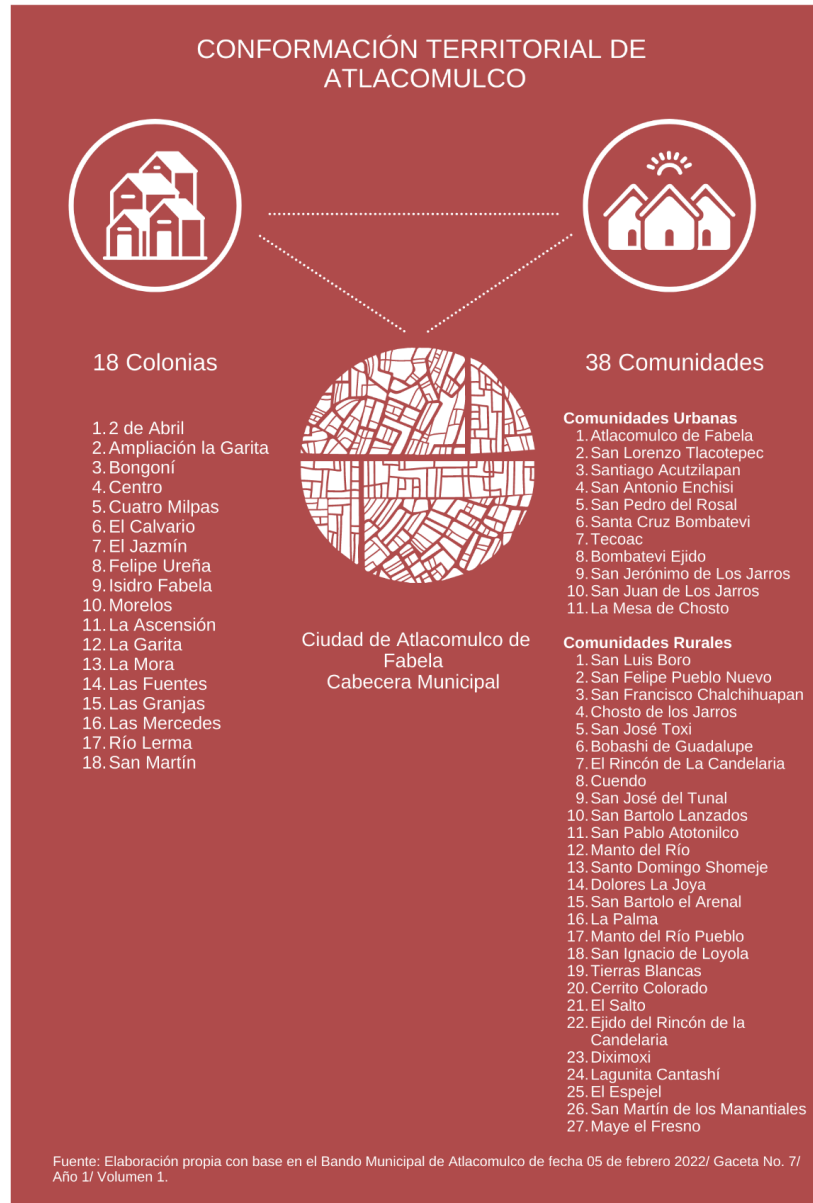 CONFORMACIÓN TERRITORIAL DE
ATLACOMULCO
18 Colonias
1. 2 de Abril
2. Ampliación la Garita
3. Bongoní
4. Centro
5. Cuatro Milpas
6. El Calvario
7. El Jazmín
8. Felipe Ureña
9. Isidro Fabela
10. Morelos
11. La Ascensión
12. La Garita
13. La Mora
14. Las Fuentes
15. Las Granjas
16. Las Mercedes
17. Río Lerma
18. San Martín
Ciudad de Atlacomulco de
Fabela
Cabecera Municipal
38 Comunidades
Comunidades Urbanas
1. Atlacomulco de Fabela
2. San Lorenzo Tlacotepec
3. Santiago Acutzilapan
4. San Antonio Enchisi
5. San Pedro del Rosal
6. Santa Cruz Bombatevi
7. Tecoac
8. Bombatevi Ejido
9. San Jerónimo de Los Jarros
10. San Juan de Los Jarros
11. La Mesa de Chosto
Comunidades Rurales
1. San Luis Boro
2. San Felipe Pueblo Nuevo
3. San Francisco Chalchihuapan
4. Chosto de los Jarros
5. San José Toxi
6. Bobashi de Guadalupe
7. El Rincón de La Candelaria
8. Cuendo
9. San José del Tunal
10. San Bartolo Lanzados
11. San Pablo Atotonilco
12. Manto del Río
13. Santo Domingo Shomeje
14. Dolores La Joya
15. San Bartolo el Arenal
16. La Palma
17. Manto del Río Pueblo
18. San Ignacio de Loyola
19. Tierras Blancas
20. Cerrito Colorado
21. El Salto
22. Ejido del Rincón de la
Candelaria
23. Diximoxi
24. Lagunita Cantashí
25. El Espejel
26. San Martín de los Manantiales
27. Maye el Fresno
Fuente: Elaboración propia con base en el Bando Municipal de Atlacomulco de fecha 05 de febrero 2022/ Gaceta No. 7/
Año 1/ Volumen 1.